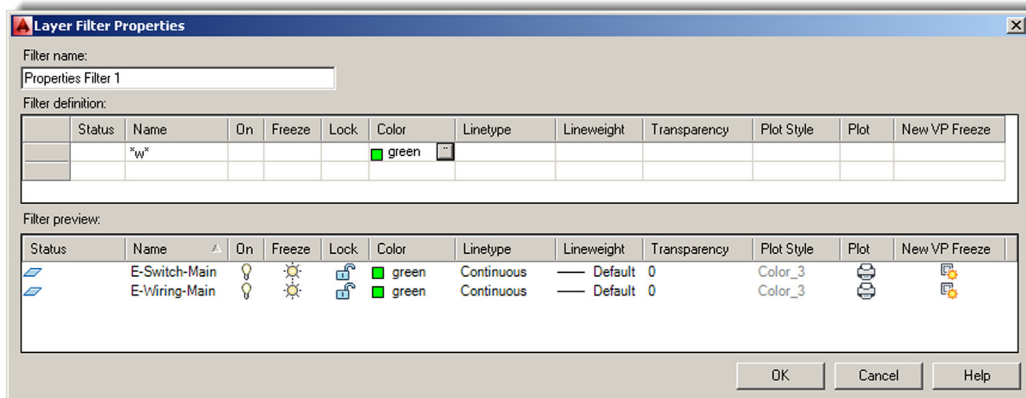 Layer Filter Properties
Filter name:
Properties Filter 1
Filter definition:
Status Name On Freeze Lock Color Linetype Lineweight Transparency Plot Style Plot New VP Freeze
*w* green
Filter preview:
Status Name On Freeze Lock Color Linetype Lineweight Transparency Plot Style Plot New VP Freeze
E-Switch-Main green Continuous Default 0 Color_3
E-Wiring-Main green Continuous Default 0 Color_3
OK Cancel Help